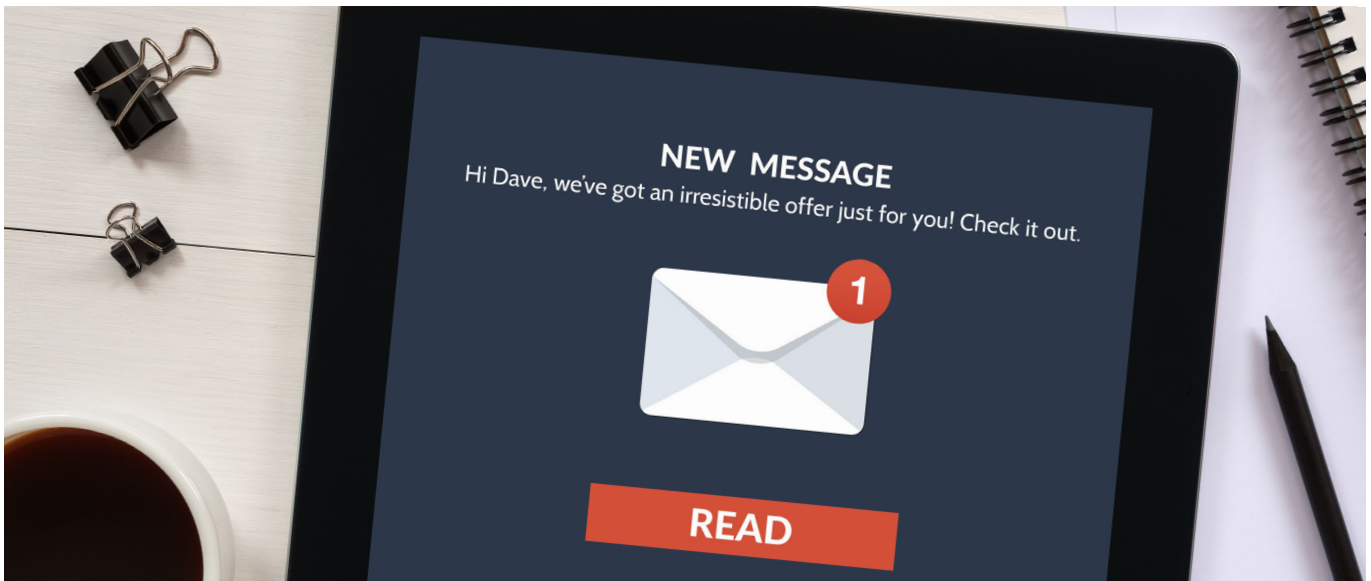 NEW MESSAGE
Hi Dave, we've got an irresistible offer just for you! Check it out.
1
READ